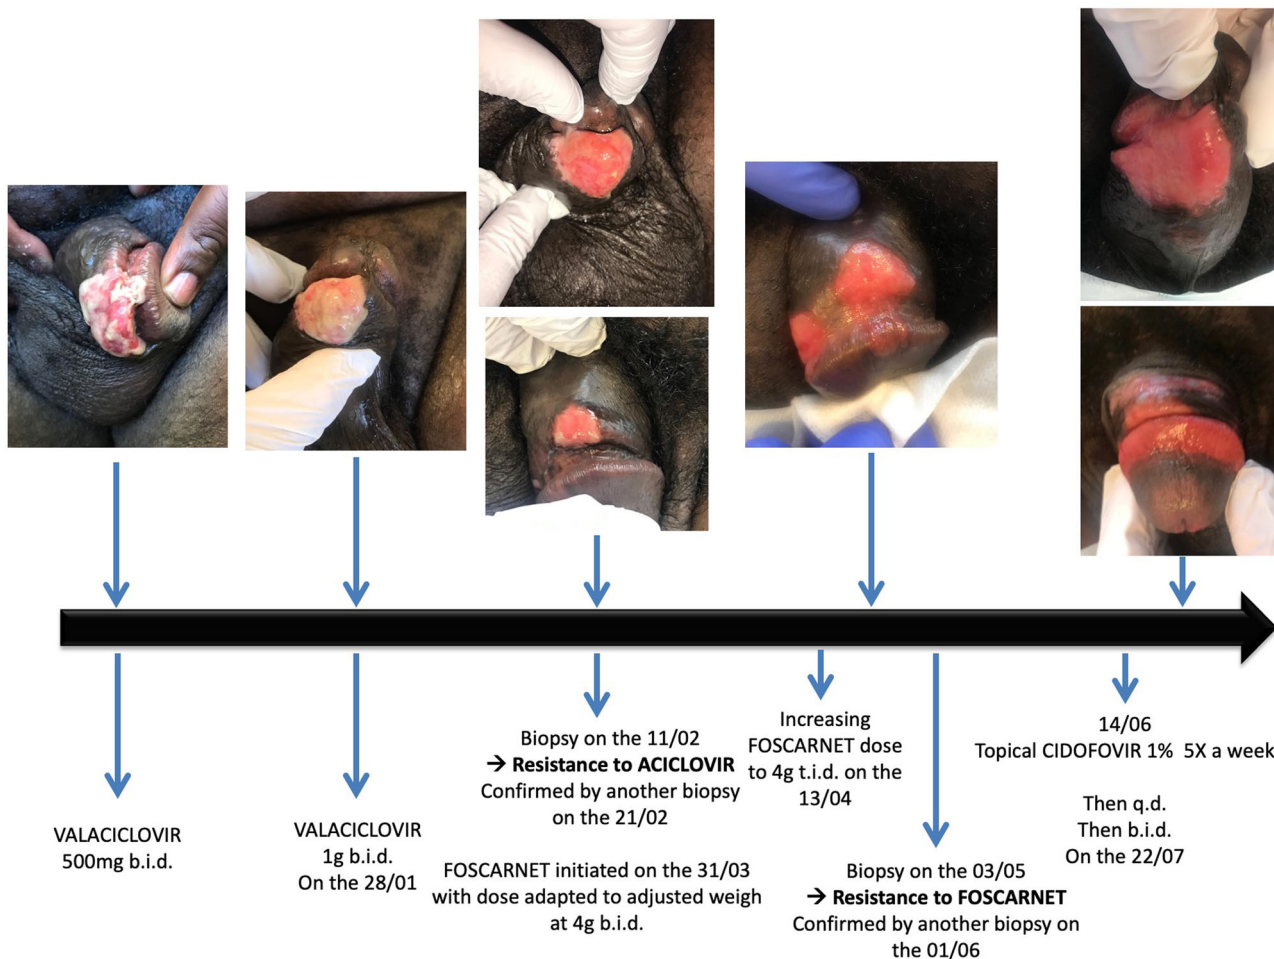 VALACICLOVIR
500mg b.i.d.
VALACICLOVIR
1g b.i.d.
On the 28/01
Biopsy on the 11/02
→ Resistance to ACICLOVIR
Confirmed by another biopsy
on the 21/02
FOSCARNET initiated on the 31/03
with dose adapted to adjusted weigh
at 4g b.i.d.
Increasing
FOSCARNET dose
to 4g t.i.d. on the
13/04
Biopsy on the 03/05
→ Resistance to FOSCARNET
Confirmed by another biopsy on
the 01/06
14/06
Topical CIDOFOVIR 1% 5X a week
Then q.d.
Then b.i.d.
On the 22/07